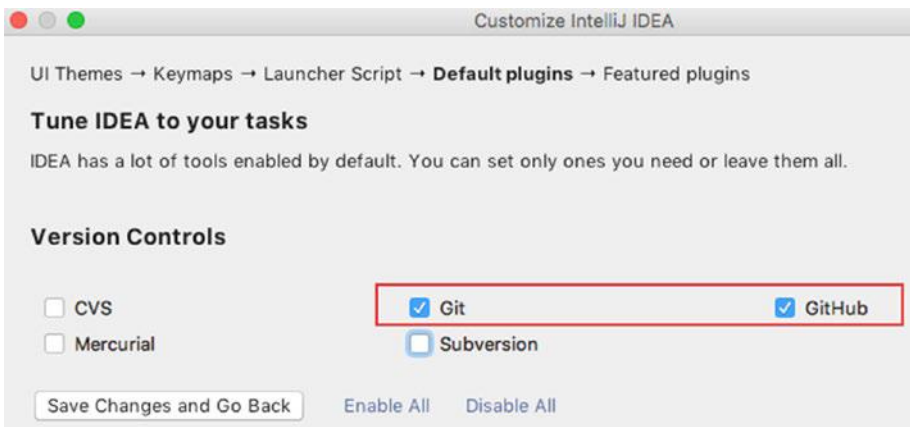 Customize IntelliJ IDEA
UI Themes → Keymaps → Launcher Script → Default plugins → Featured plugins
Tune IDEA to your tasks
IDEA has a lot of tools enabled by default. You can set only ones you need or leave them all.
Version Controls
CVS Git GitHub
Mercurial Subversion
Save Changes and Go Back Enable All Disable All